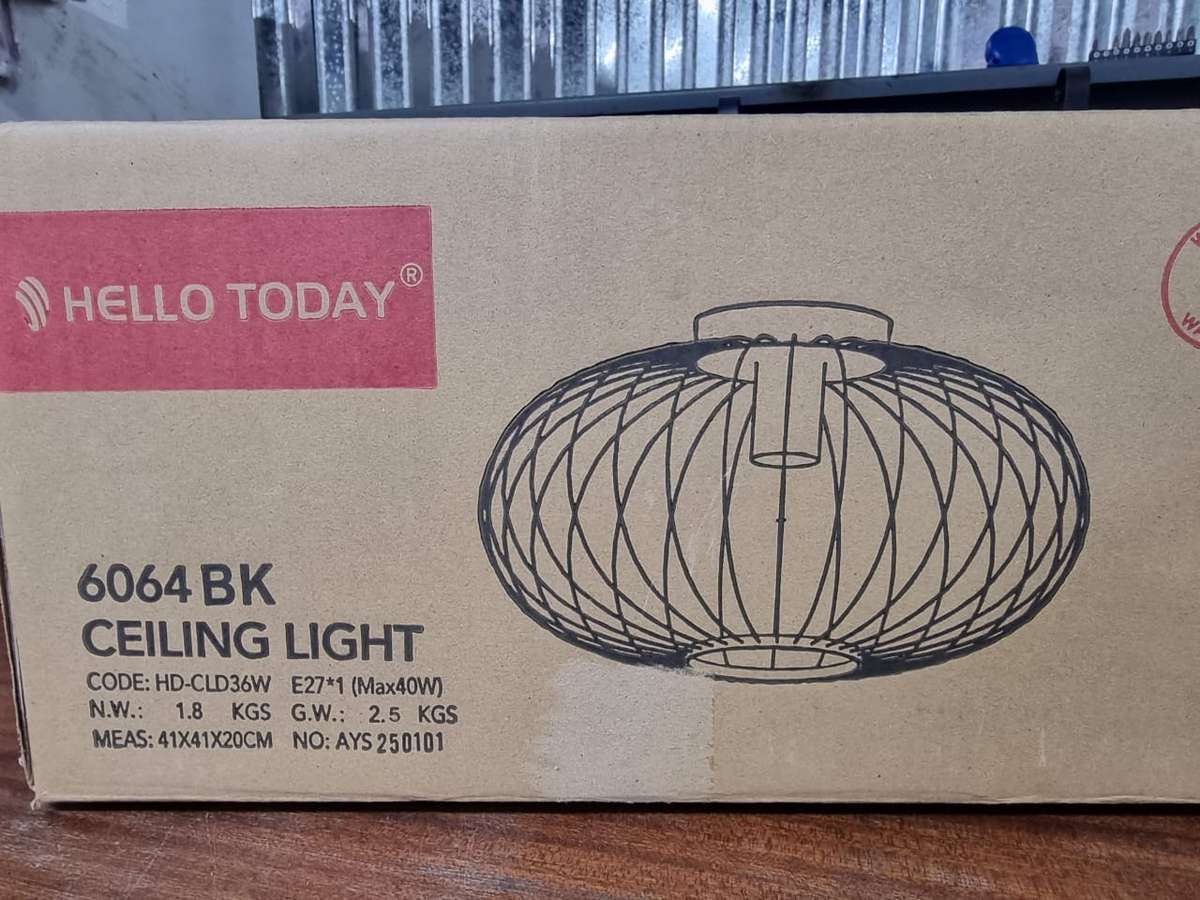 HELLO TODAY®
6064 BK
CEILING LIGHT
CODE: HD-CLD36W E27*1 (Max40W)
N.W.: 1.8 KGS G.W.: 2.5 KGS
MEAS: 41X41X20CM NO: AYS 250101